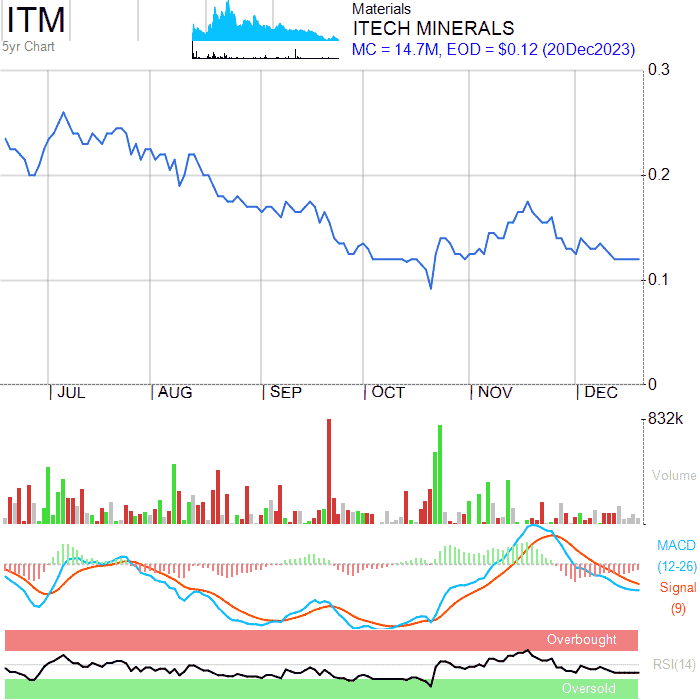 ITM
5yr Chart
Materials
ITECH MINERALS
MC = 14.7M, EOD = $0.12 (20Dec2023)
0.3
0.2
0.1
0
JUL AUG SEP OCT NOV DEC
832k
Volume
MACD
(12-26)
Signal
(9)
Overbought
RSI(14)
Oversold